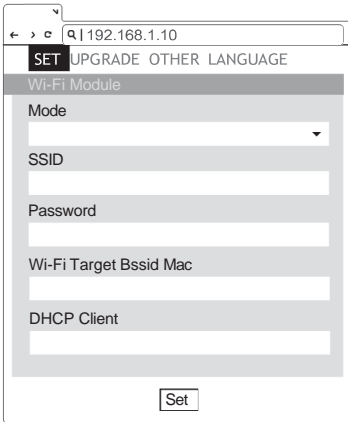 192.168.1.10
SET UPGRADE OTHER LANGUAGE
Wi-Fi Module
Mode
SSID
Password
Wi-Fi Target Bssid Mac
DHCP Client
Set